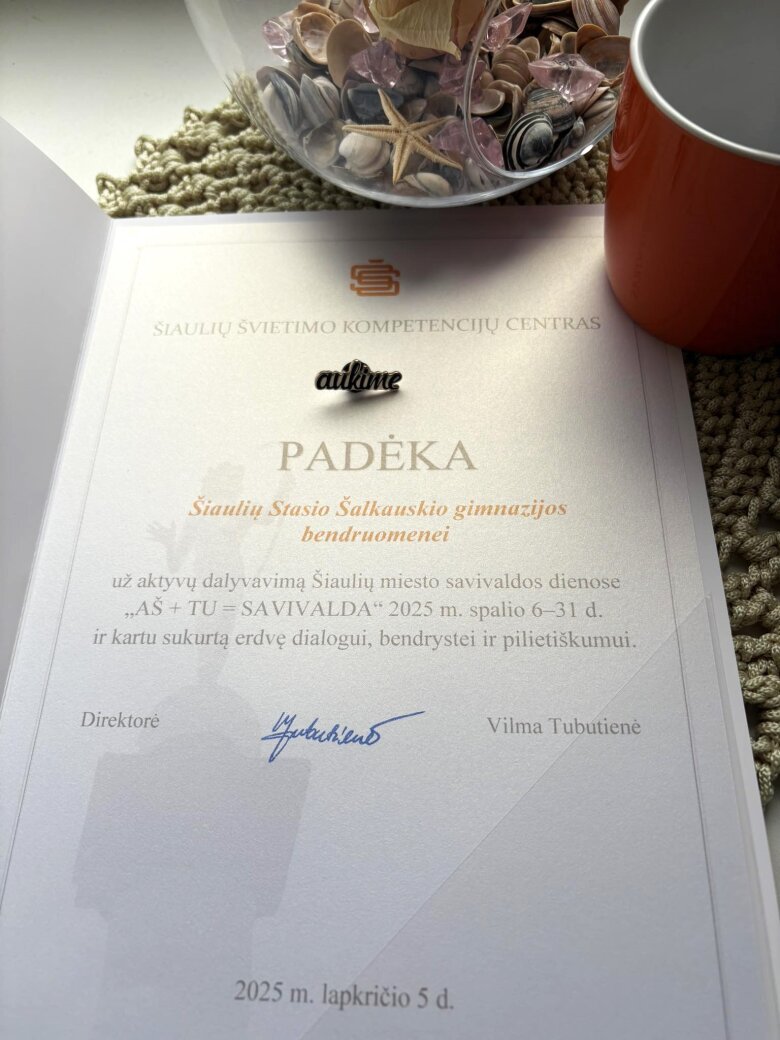 ŠIAULIŲ ŠVIETIMO KOMPETENCIJŲ CENTRAS
aukime
PADĖKA
Šiaulių Stasio Šalkauskio gimnazijos
bendruomenei
už aktyvų dalyvavimą Šiaulių miesto savivaldos dienose
„AŠ + TU = SAVIVALDA“ 2025 m. spalio 6–31 d.
ir kartu sukurtą erdvę dialogui, bendrystei ir pilietiškumui.
Direktorė Vilma Tubutienė
2025 m. lapkričio 5 d.